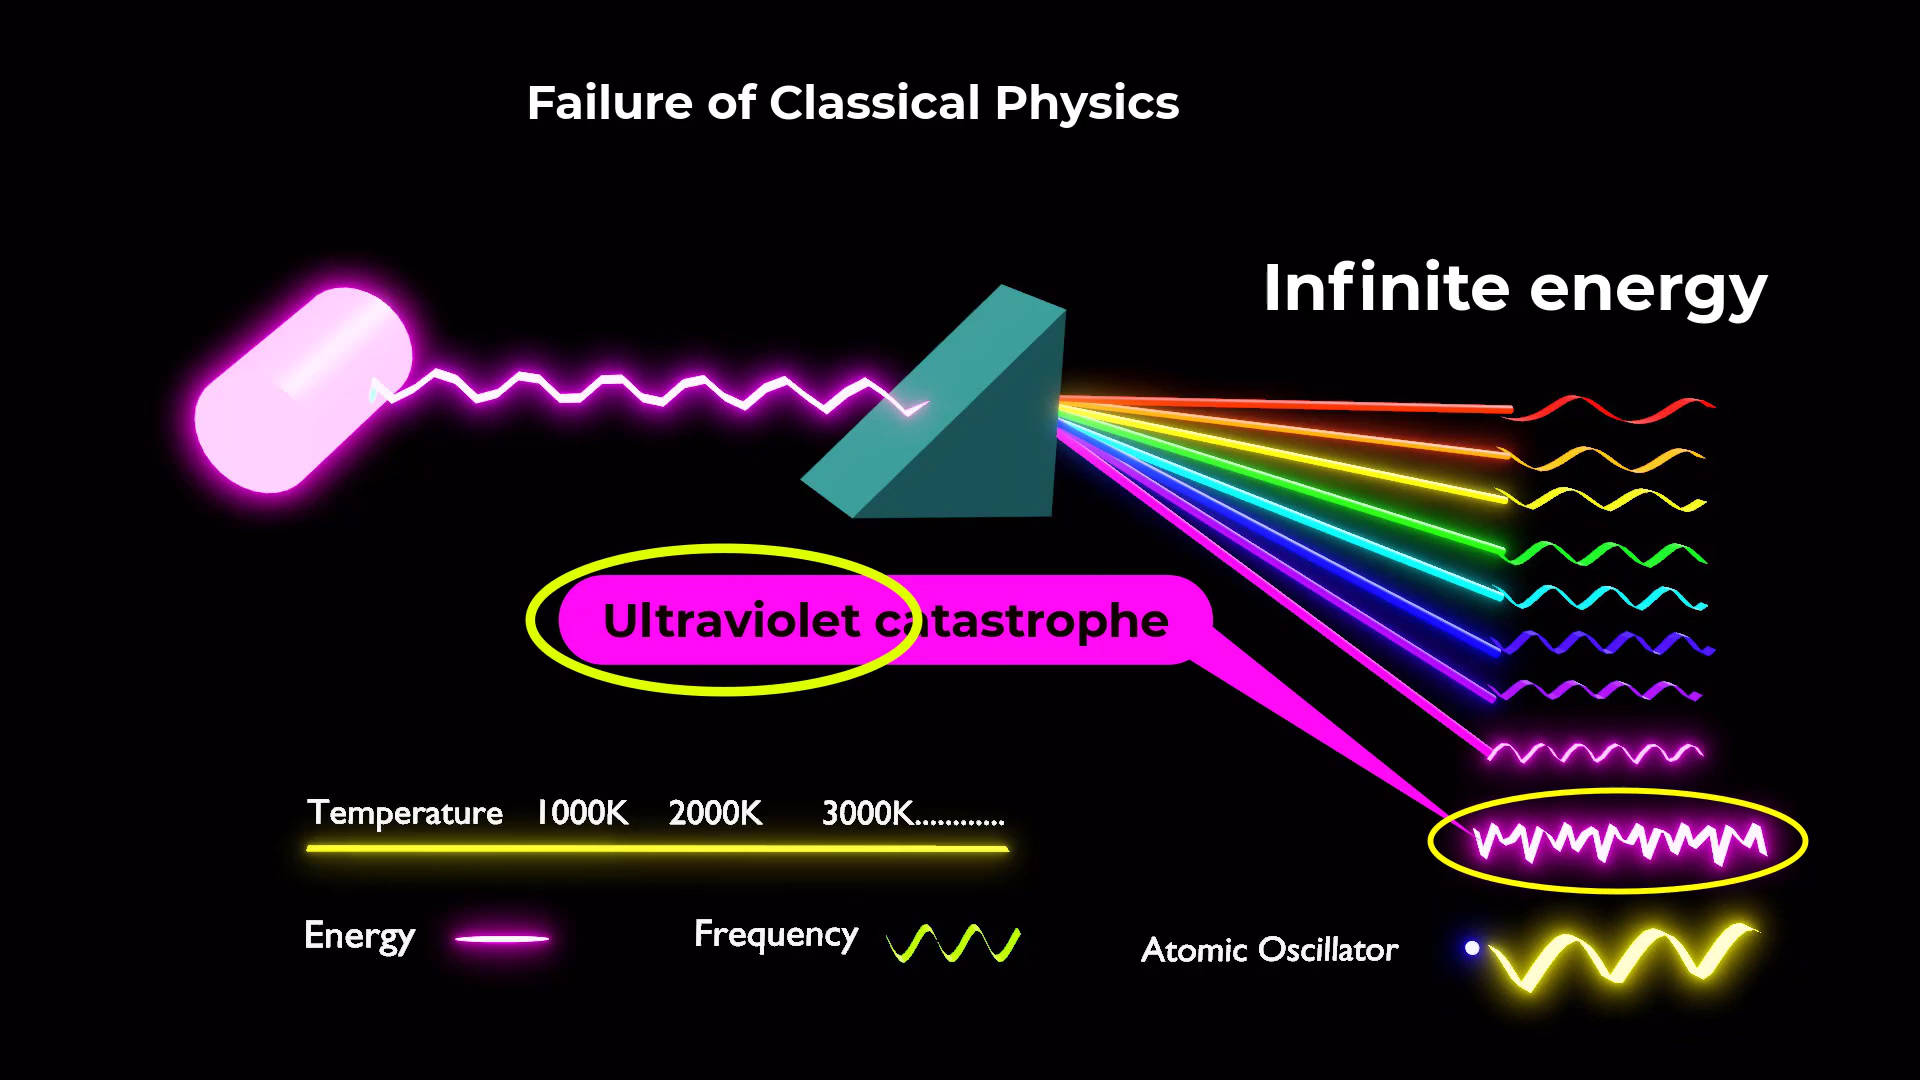 Failure of Classical Physics
Infinite energy
Ultraviolet catastrophe
Temperature 1000K 2000K 3000K............
Energy Frequency Atomic Oscillator